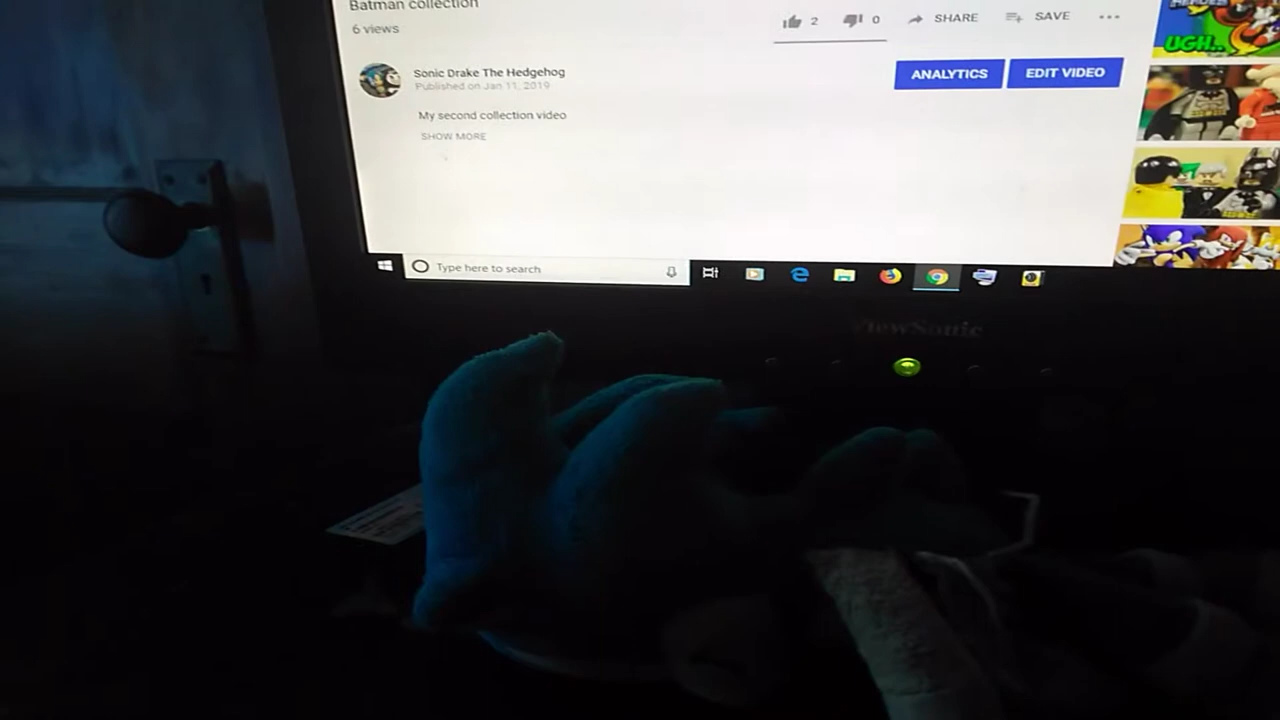 Batman collection
6 views
2
0
SHARE
SAVE
UGH..
Sonic Drake The Hedgehog
Published on Jan 11, 2019
ANALYTICS
EDIT VIDEO
My second collection video
SHOW MORE
Type here to search
ViewSonic